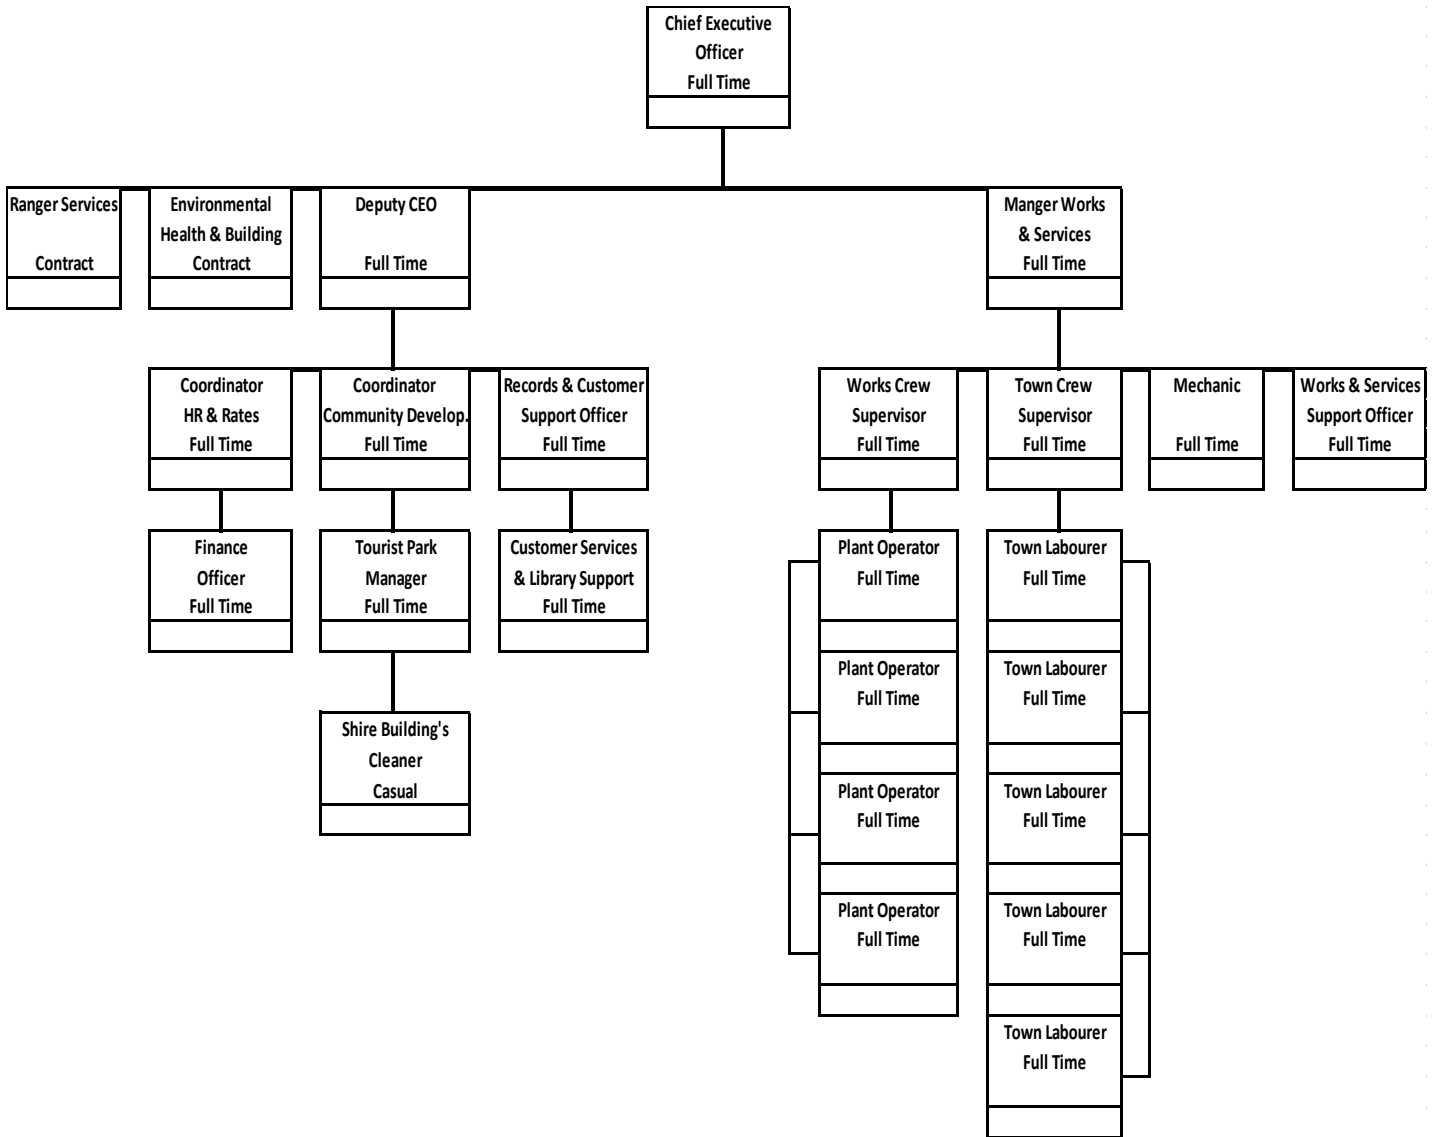 Chief Executive
Officer
Full Time
Ranger Services
Contract
Environmental
Health & Building
Contract
Deputy CEO
Full Time
Manger Works
& Services
Full Time
Coordinator
HR & Rates
Full Time
Coordinator
Community Develop.
Full Time
Records & Customer
Support Officer
Full Time
Works Crew
Supervisor
Full Time
Town Crew
Supervisor
Full Time
Mechanic
Full Time
Works & Services
Support Officer
Full Time
Finance
Officer
Full Time
Tourist Park
Manager
Full Time
Customer Services
& Library Support
Full Time
Plant Operator
Full Time
Town Labourer
Full Time
Plant Operator
Full Time
Town Labourer
Full Time
Shire Building's
Cleaner
Casual
Plant Operator
Full Time
Town Labourer
Full Time
Plant Operator
Full Time
Town Labourer
Full Time
Town Labourer
Full Time